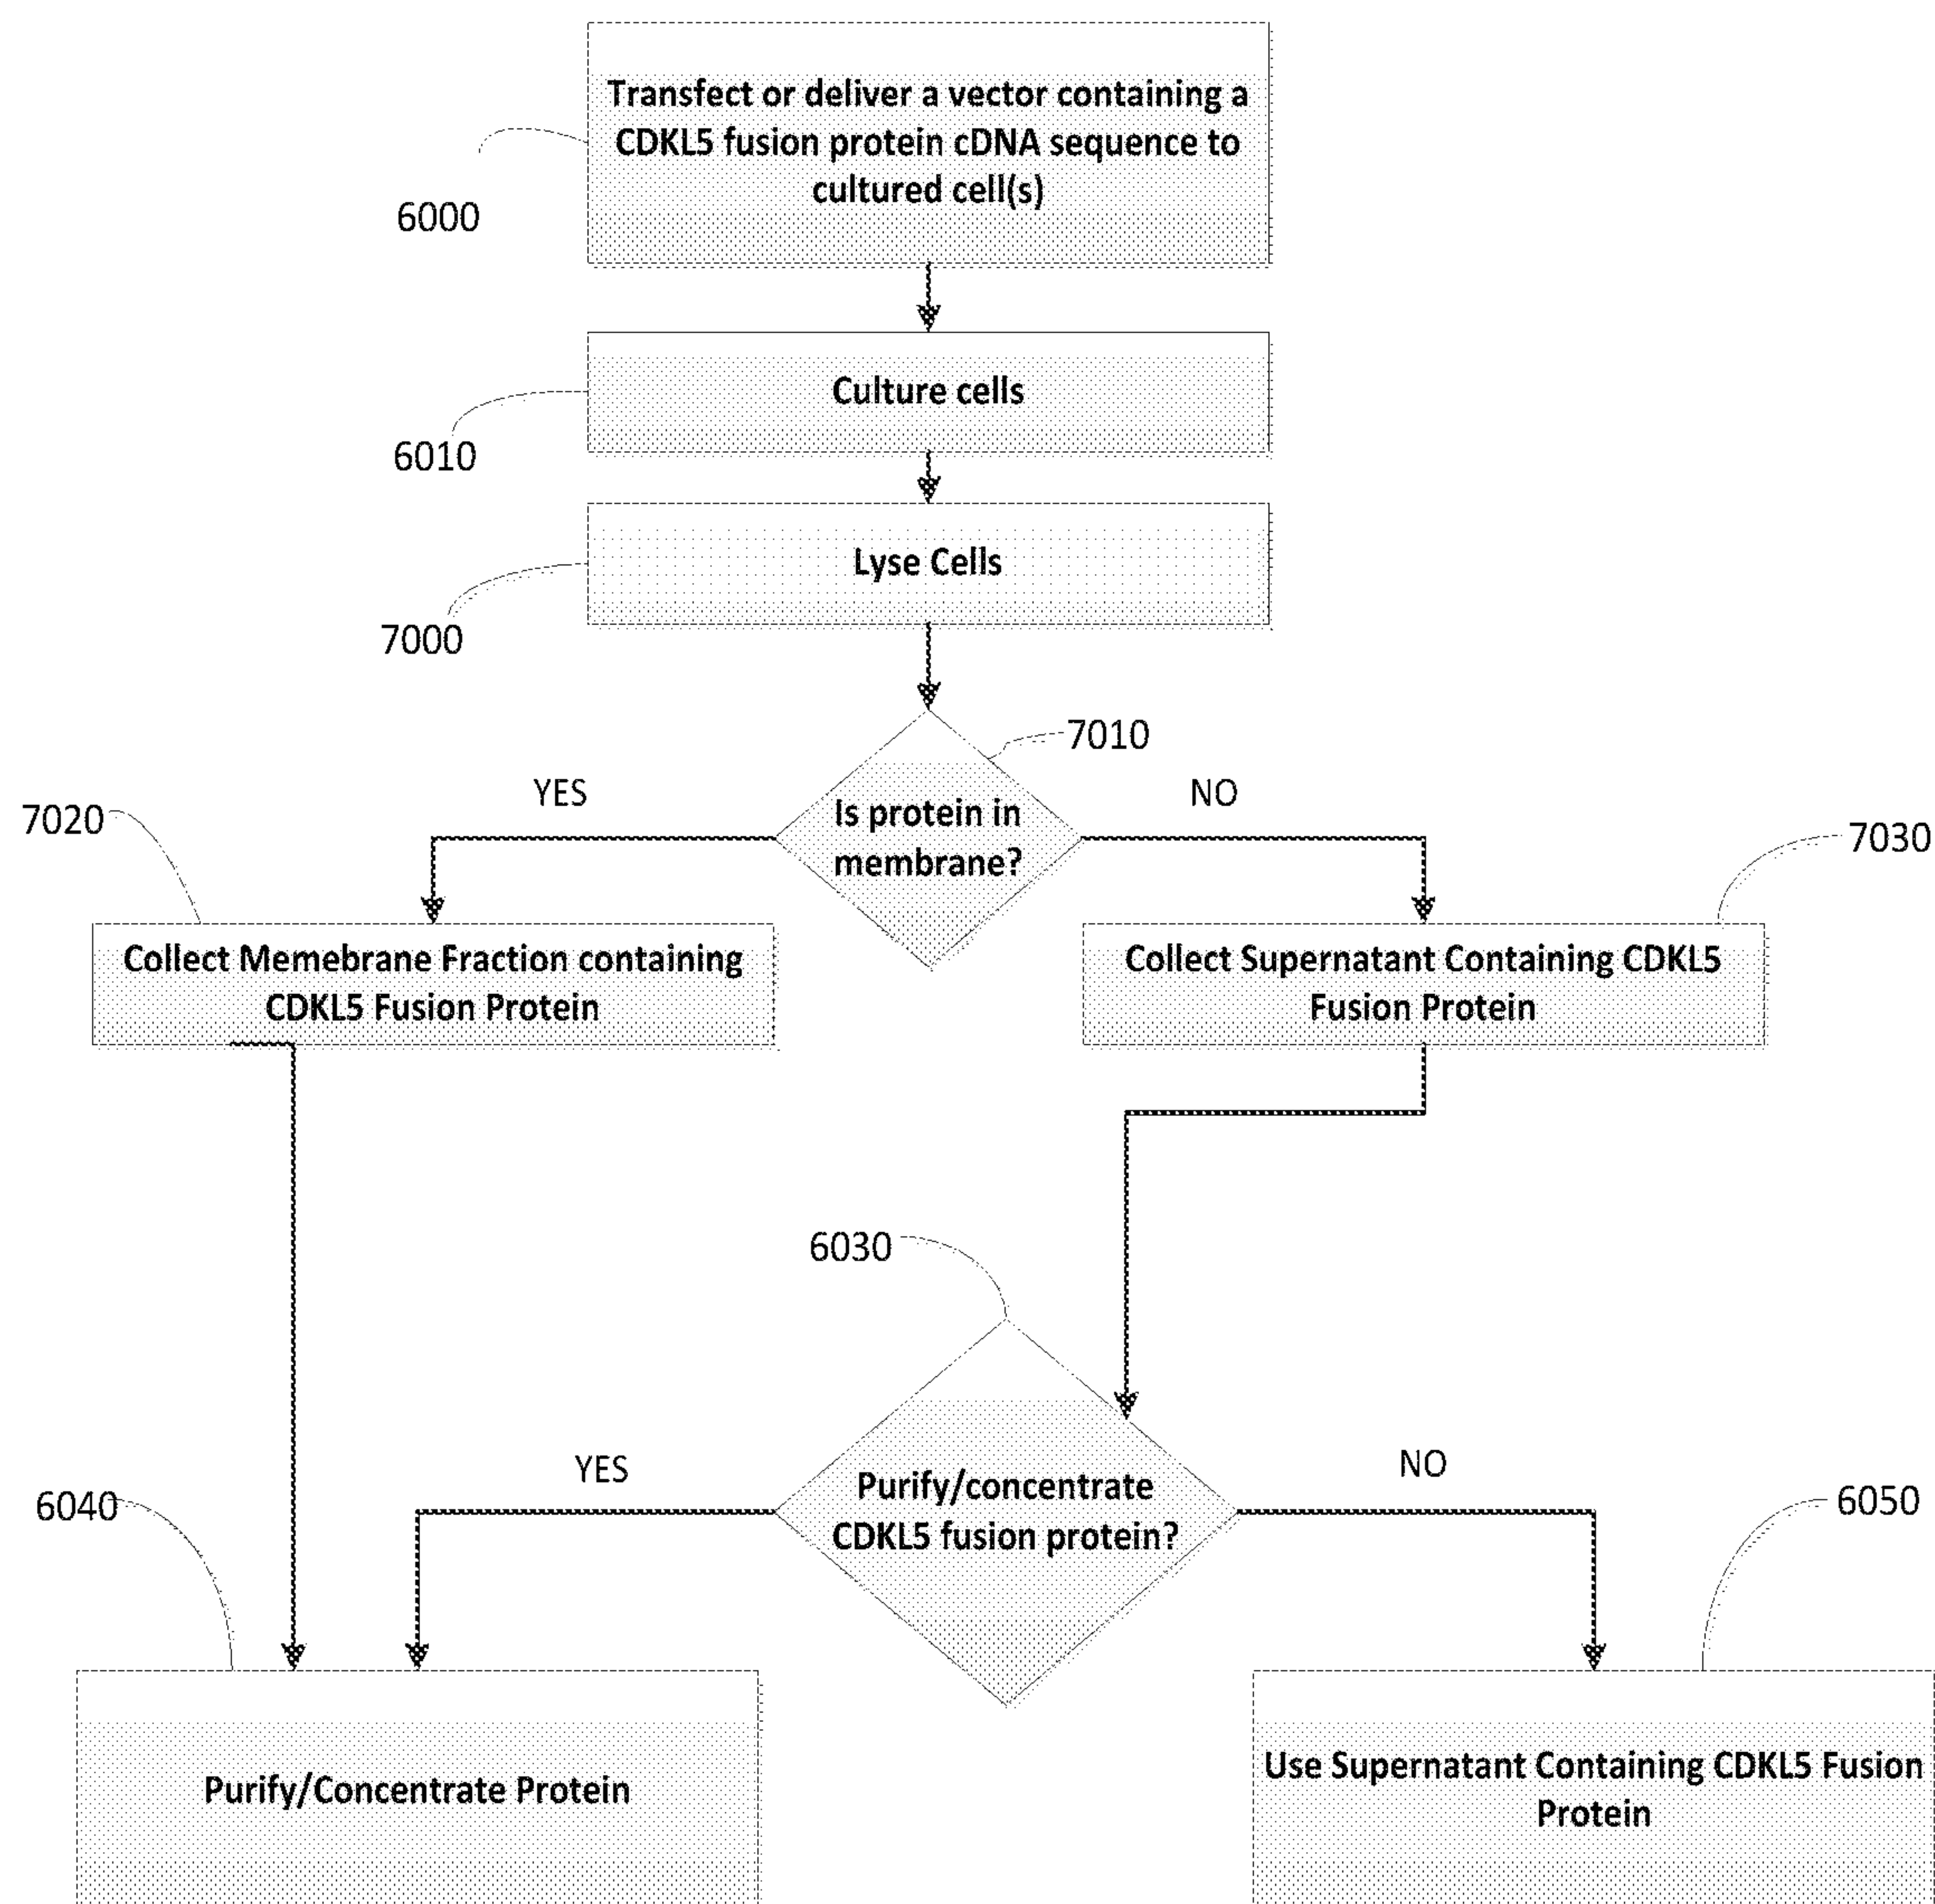 Transfect or deliver a vector containing a
CDKL5 fusion protein cDNA sequence to
cultured cell(s)
6000
Culture cells
6010
Lyse Cells
7000
7010
YES
NO
Is protein in
membrane?
7020
7030
Collect Memebrane Fraction containing
CDKL5 Fusion Protein
Collect Supernatant Containing CDKL5
Fusion Protein
6030
YES
NO
Purify/concentrate
CDKL5 fusion protein?
6040
6050
Purify/Concentrate Protein
Use Supernatant Containing CDKL5 Fusion
Protein